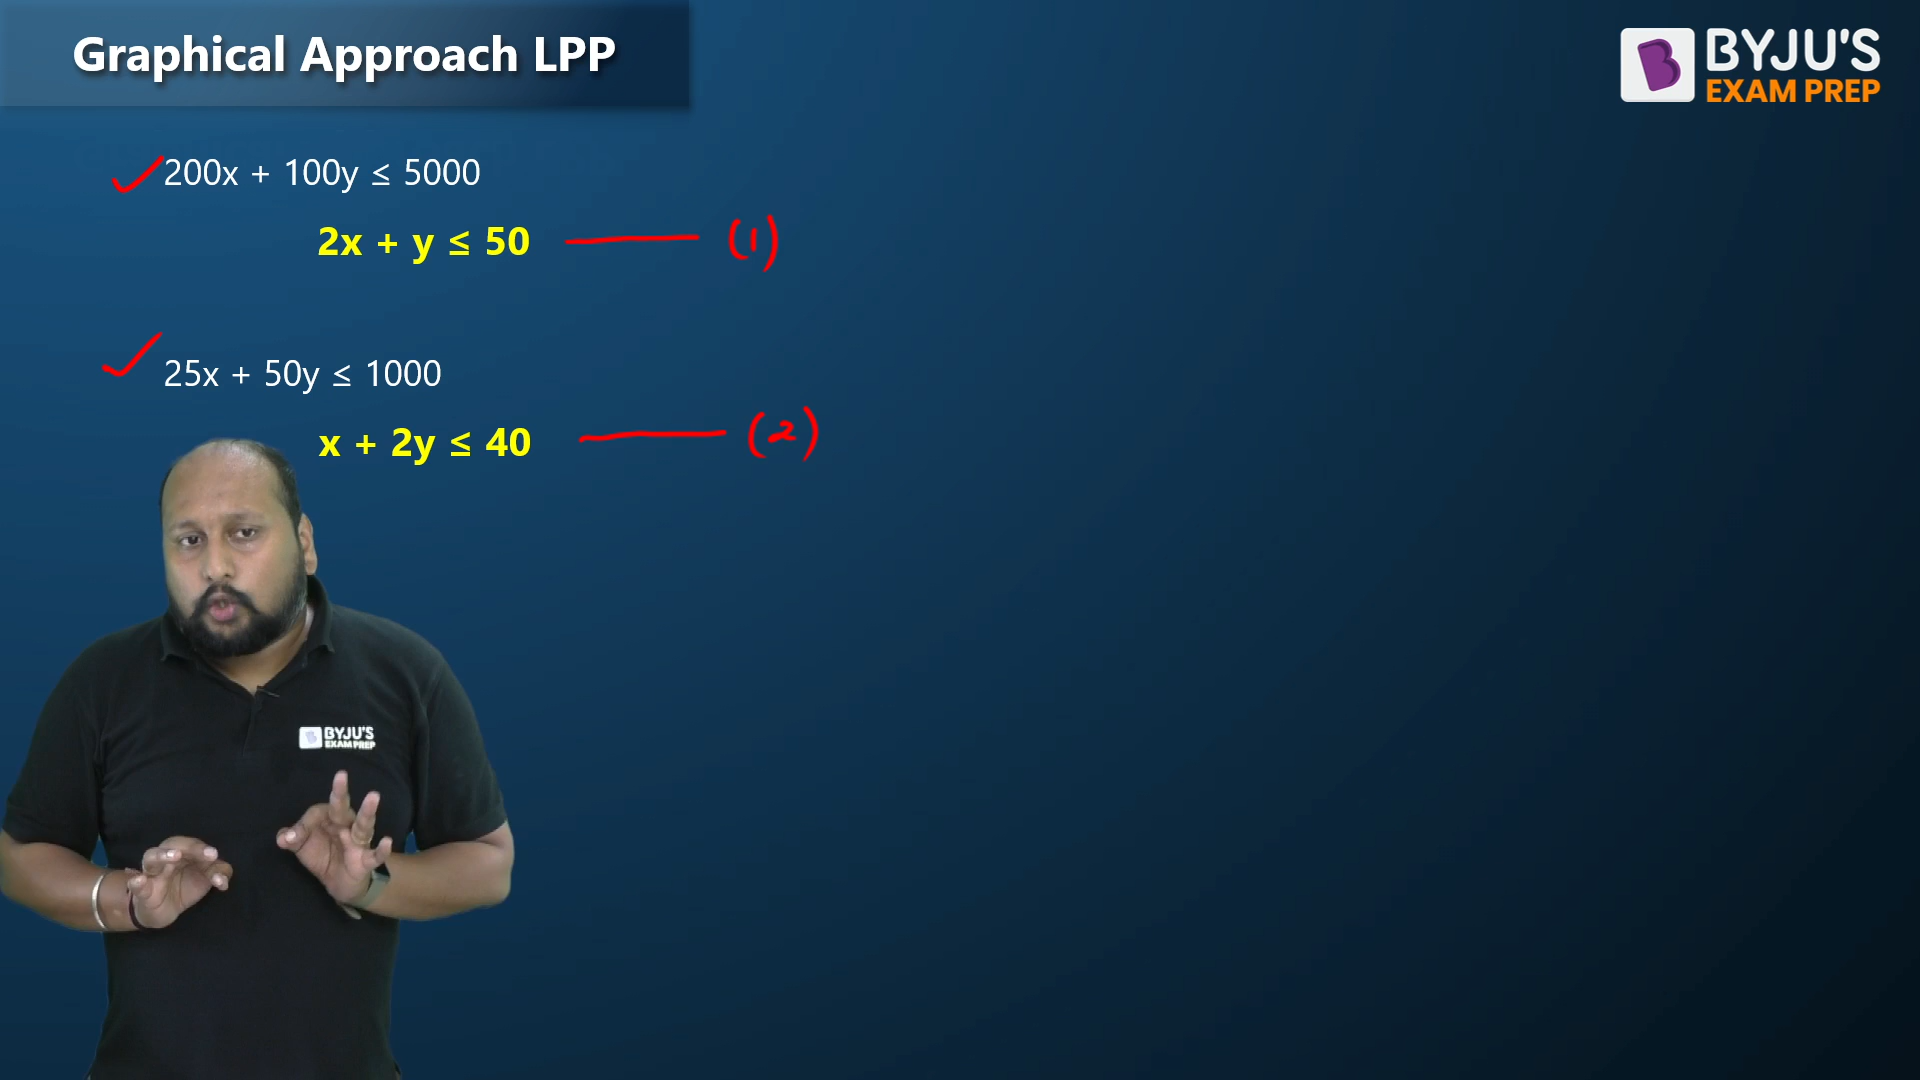 Graphical Approach LPP
BYJU'S
EXAM PREP
200x + 100y ≤ 5000
2x + y ≤ 50 (1)
25x + 50y ≤ 1000
x + 2y ≤ 40 (2)
BYJU'S
EXAM PREP